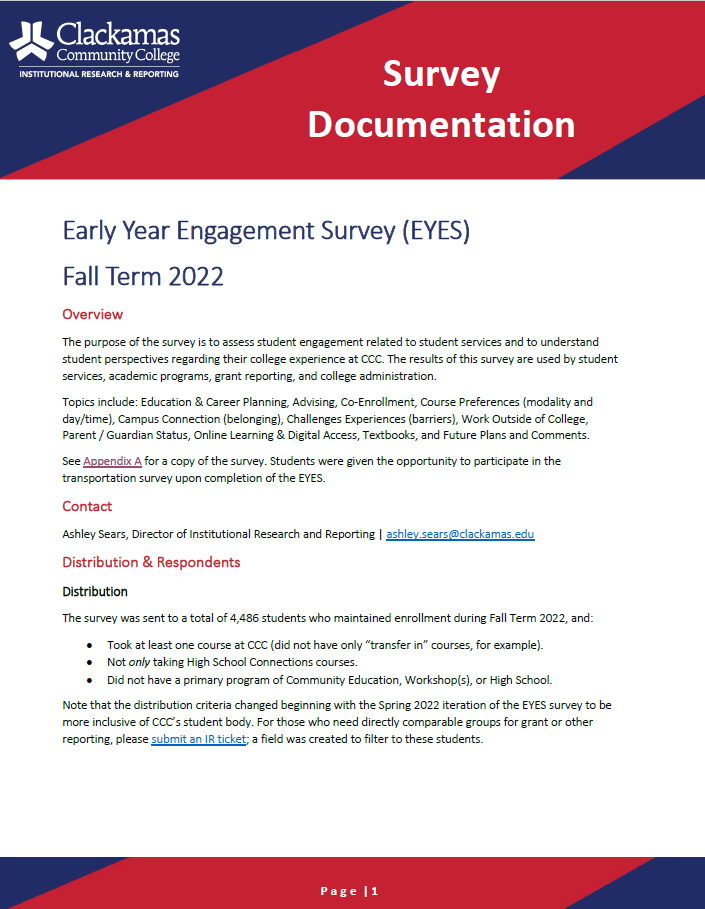 Clackamas
Community College
INSTITUTIONAL RESEARCH & REPORTING
Survey
Documentation
Early Year Engagement Survey (EYES)
Fall Term 2022
Overview
The purpose of the survey is to assess student engagement related to student services and to understand
student perspectives regarding their college experience at CCC. The results of this survey are used by student
services, academic programs, grant reporting, and college administration.
Topics include: Education & Career Planning, Advising, Co-Enrollment, Course Preferences (modality and
day/time), Campus Connection (belonging), Challenges Experiences (barriers), Work Outside of College,
Parent / Guardian Status, Online Learning & Digital Access, Textbooks, and Future Plans and Comments.
See Appendix A for a copy of the survey. Students were given the opportunity to participate in the
transportation survey upon completion of the EYES.
Contact
Ashley Sears, Director of Institutional Research and Reporting | ashley.sears@clackamas.edu
Distribution & Respondents
Distribution
The survey was sent to a total of 4,486 students who maintained enrollment during Fall Term 2022, and:
• Took at least one course at CCC (did not have only “transfer in” courses, for example).
• Not only taking High School Connections courses.
• Did not have a primary program of Community Education, Workshop(s), or High School.
Note that the distribution criteria changed beginning with the Spring 2022 iteration of the EYES survey to be
more inclusive of CCC’s student body. For those who need directly comparable groups for grant or other
reporting, please submit an IR ticket; a field was created to filter to these students.
Page |1